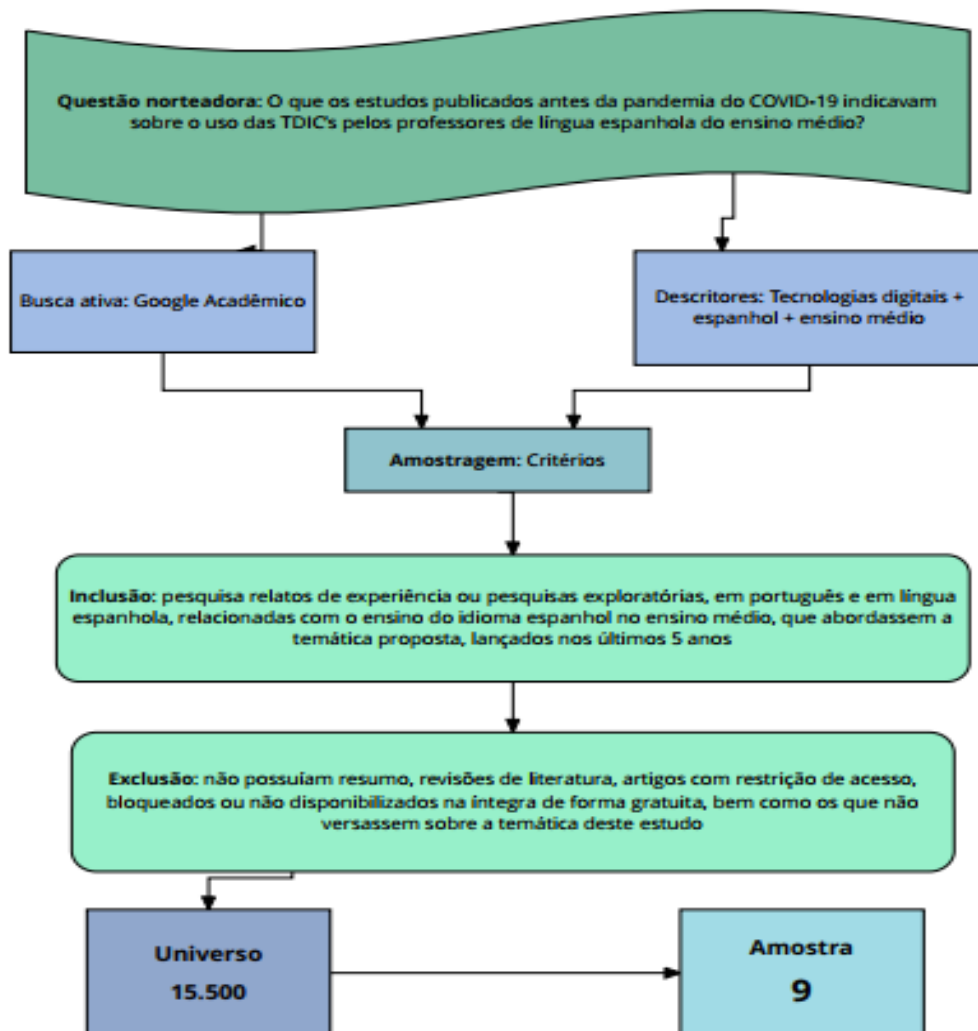 Questão norteadora: O que os estudos publicados antes da pandemia do COVID-19 indicavam
sobre o uso das TDIC's pelos professores de língua espanhola do ensino médio?
Busca ativa: Google Acadêmico
Descritores: Tecnologias digitais +
espanhol + ensino médio
Amostragem: Critérios
Inclusão: pesquisa relatos de experiência ou pesquisas exploratórias, em português e em língua
espanhola, relacionadas com o ensino do idioma espanhol no ensino médio, que abordassem a
temática proposta, lançados nos últimos 5 anos
Exclusão: não possuíam resumo, revisões de literatura, artigos com restrição de acesso,
bloqueados ou não disponibilizados na íntegra de forma gratuita, bem como os que não
versassem sobre a temática deste estudo
Universo
15.500
Amostra
9